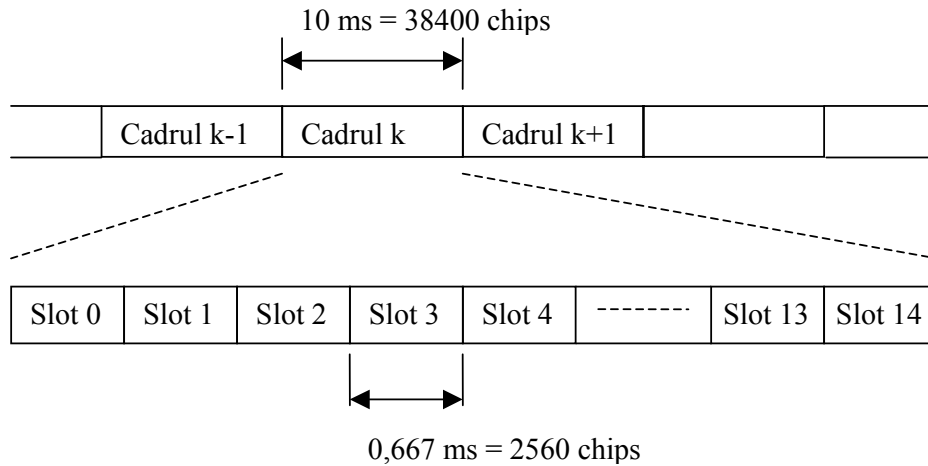 10 ms = 38400 chips
Cadrul k-1 Cadrul k Cadrul k+1
Slot 0 Slot 1 Slot 2 Slot 3 Slot 4 Slot 13 Slot 14
0,667 ms = 2560 chips